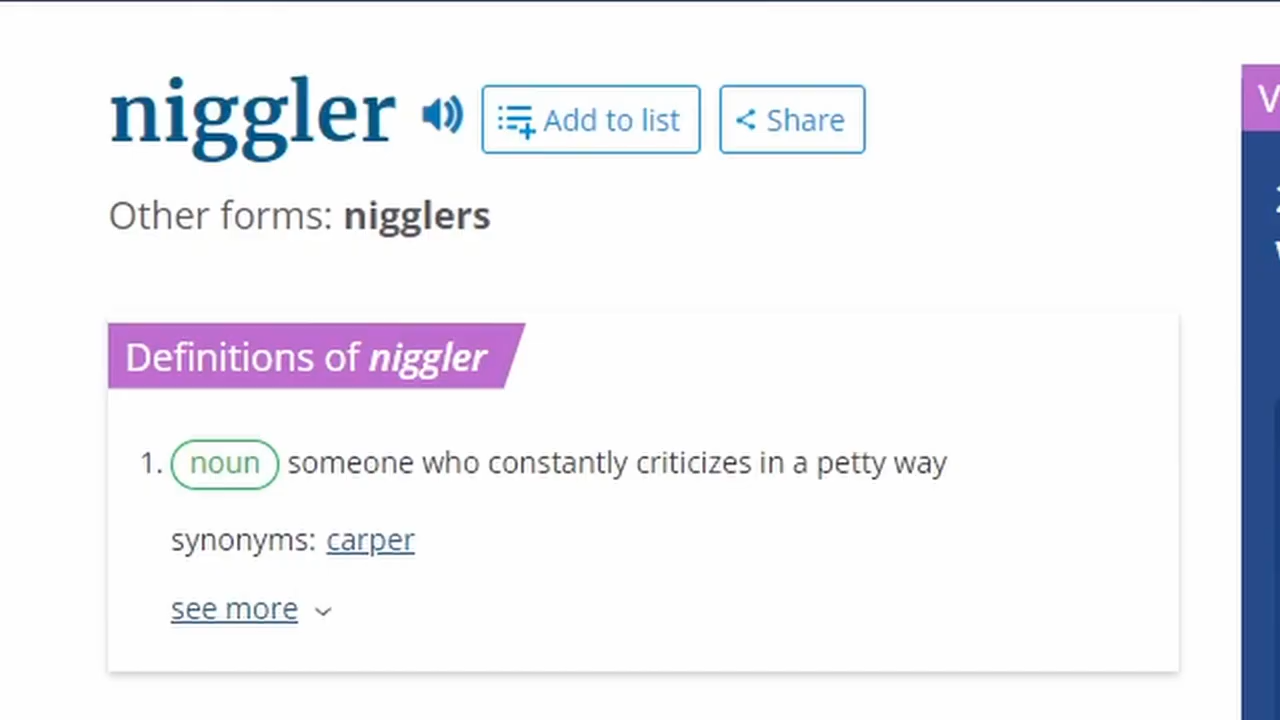 niggler Add to list Share
V
Other forms: nigglers
Definitions of niggler
1. noun someone who constantly criticizes in a petty way
synonyms: carper
see more